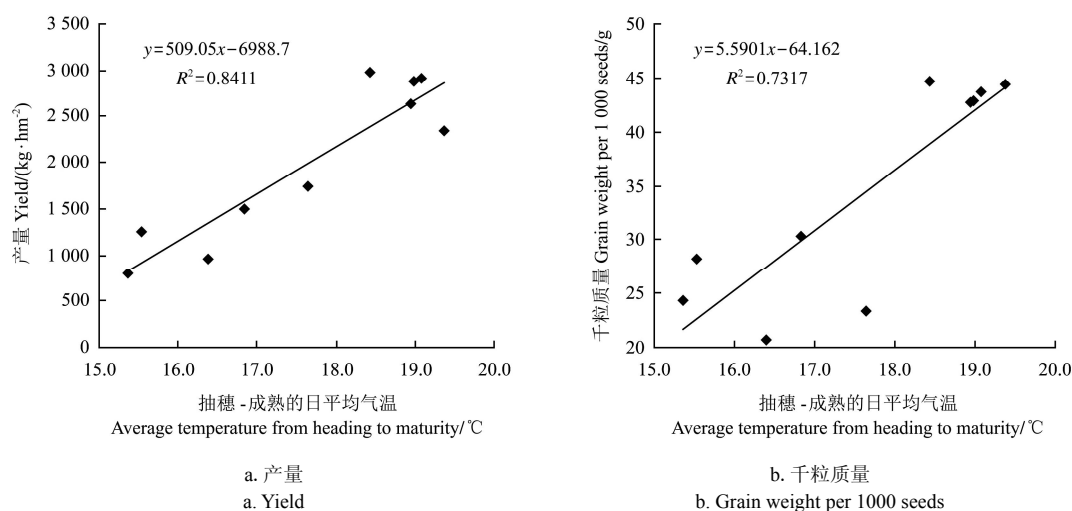 3 500
3 000
2 500
2 000
1 500
1 000
500
0
产量 Yield/(kg·hm⁻²)
y=509.05x−6988.7
R²=0.8411
15.0 16.0 17.0 18.0 19.0 20.0
抽穗-成熟的日平均气温
Average temperature from heading to maturity/℃
a. 产量
a. Yield
50
45
40
35
30
25
20
千粒质量 Grain weight per 1 000 seeds/g
y=5.5901x−64.162
R²=0.7317
15.0 16.0 17.0 18.0 19.0 20.0
抽穗-成熟的日平均气温
Average temperature from heading to maturity/℃
b. 千粒质量
b. Grain weight per 1000 seeds